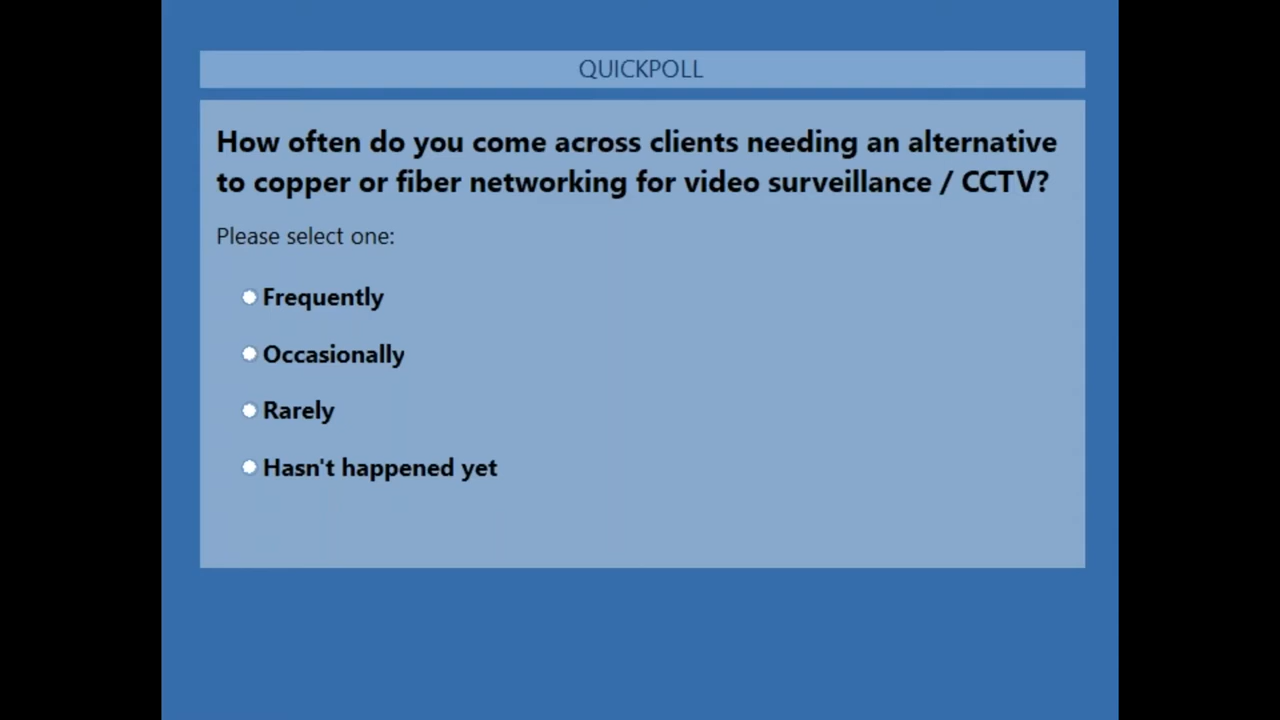 QUICKPOLL
How often do you come across clients needing an alternative
to copper or fiber networking for video surveillance / CCTV?
Please select one:
Frequently
Occasionally
Rarely
Hasn't happened yet